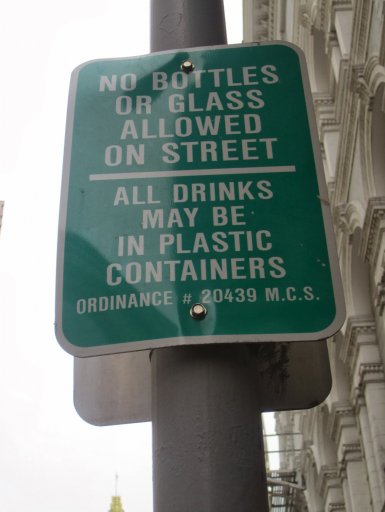 NO BOTTLES
OR GLASS
ALLOWED
ON STREET
ALL DRINKS
MAY BE
IN PLASTIC
CONTAINERS
ORDINANCE # 20439 M.C.S.